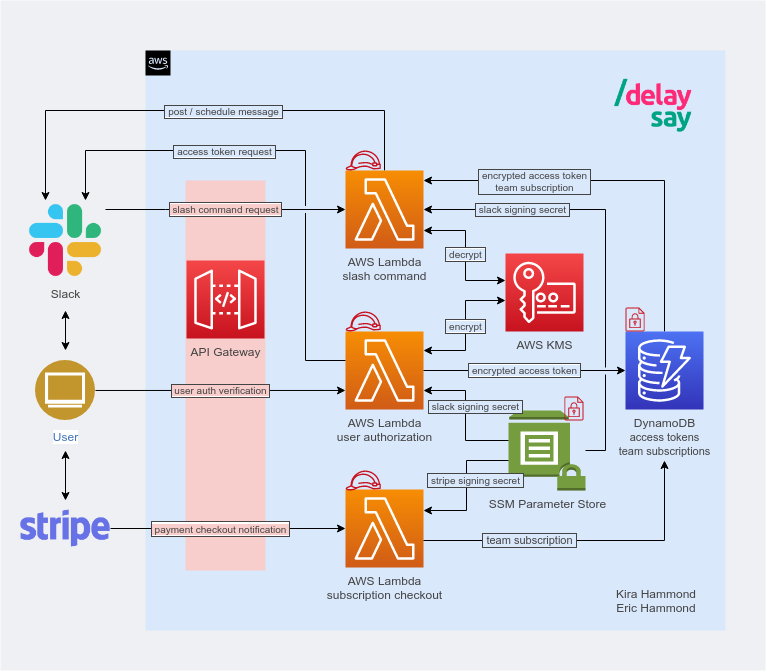 aws
/delay
say
post / schedule message
access token request
encrypted access token
team subscription
slash command request
slack signing secret
AWS Lambda
slash command
decrypt
Slack
API Gateway
encrypt
AWS KMS
encrypted access token
user auth verification
slack signing secret
AWS Lambda
user authorization
User
DynamoDB
access tokens
team subscriptions
stripe signing secret
SSM Parameter Store
stripe
payment checkout notification
team subscription
AWS Lambda
subscription checkout
Kira Hammond
Eric Hammond